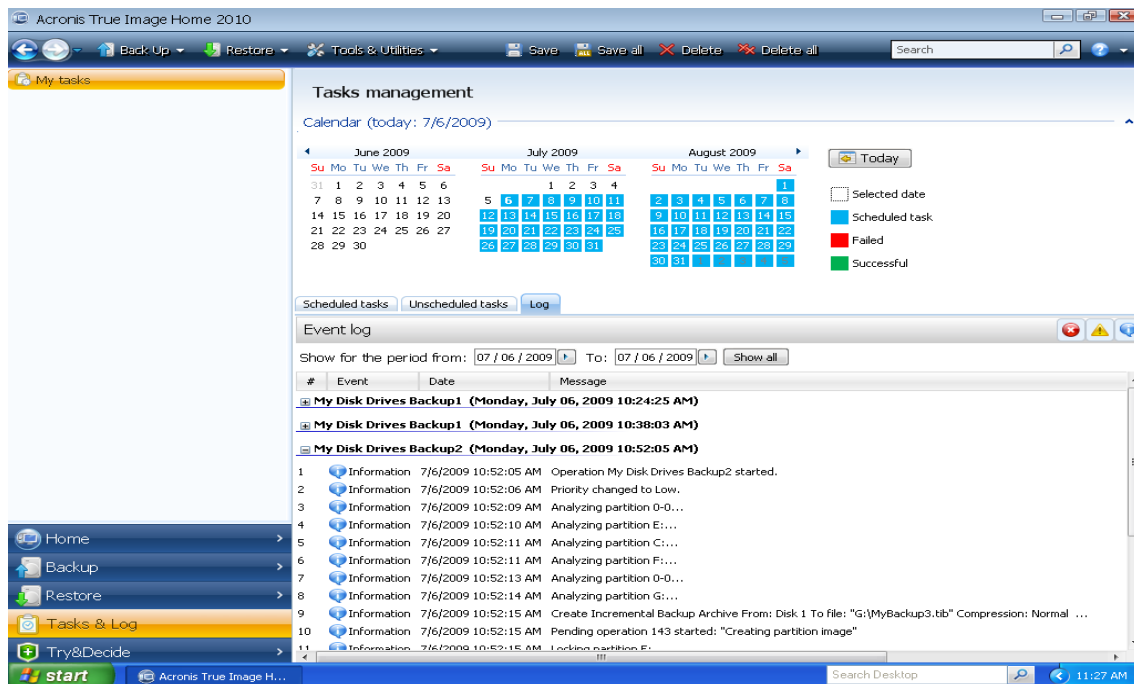 Acronis True Image Home 2010
Back Up Restore Tools & Utilities Save Save all Delete Delete all Search
My tasks
Tasks management
Calendar (today: 7/6/2009)
June 2009 July 2009 August 2009 Today
Su Mo Tu We Th Fr Sa Su Mo Tu We Th Fr Sa Su Mo Tu We Th Fr Sa
31 1 2 3 4 5 6 1 2 3 4 1 Selected date
7 8 9 10 11 12 13 5 6 7 8 9 10 11 2 3 4 5 6 7 8
14 15 16 17 18 19 20 12 13 14 15 16 17 18 9 10 11 12 13 14 15 Scheduled task
21 22 23 24 25 26 27 19 20 21 22 23 24 25 16 17 18 19 20 21 22 Failed
28 29 30 26 27 28 29 30 31 23 24 25 26 27 28 29
30 31 Successful
Scheduled tasks Unscheduled tasks Log
Event log
Show for the period from: 07 / 06 / 2009 To: 07 / 06 / 2009 Show all
# Event Date Message
My Disk Drives Backup1 (Monday, July 06, 2009 10:24:25 AM)
My Disk Drives Backup1 (Monday, July 06, 2009 10:38:03 AM)
My Disk Drives Backup2 (Monday, July 06, 2009 10:52:05 AM)
1 Information 7/6/2009 10:52:05 AM Operation My Disk Drives Backup2 started.
2 Information 7/6/2009 10:52:06 AM Priority changed to Low.
3 Information 7/6/2009 10:52:09 AM Analyzing partition 0-0...
4 Information 7/6/2009 10:52:10 AM Analyzing partition E:...
5 Information 7/6/2009 10:52:11 AM Analyzing partition C:...
6 Information 7/6/2009 10:52:11 AM Analyzing partition F:...
7 Information 7/6/2009 10:52:13 AM Analyzing partition 0-0...
8 Information 7/6/2009 10:52:14 AM Analyzing partition G:...
9 Information 7/6/2009 10:52:15 AM Create Incremental Backup Archive From: Disk 1 To file: "G:\MyBackup3.tib" Compression: Normal ...
10 Information 7/6/2009 10:52:15 AM Pending operation 143 started: "Creating partition image"
11 Information 7/6/2009 10:52:15 AM Locking partition
Home
Backup
Restore
Tasks & Log
Try&Decide
start Acronis True Image H... Search Desktop 11:27 AM